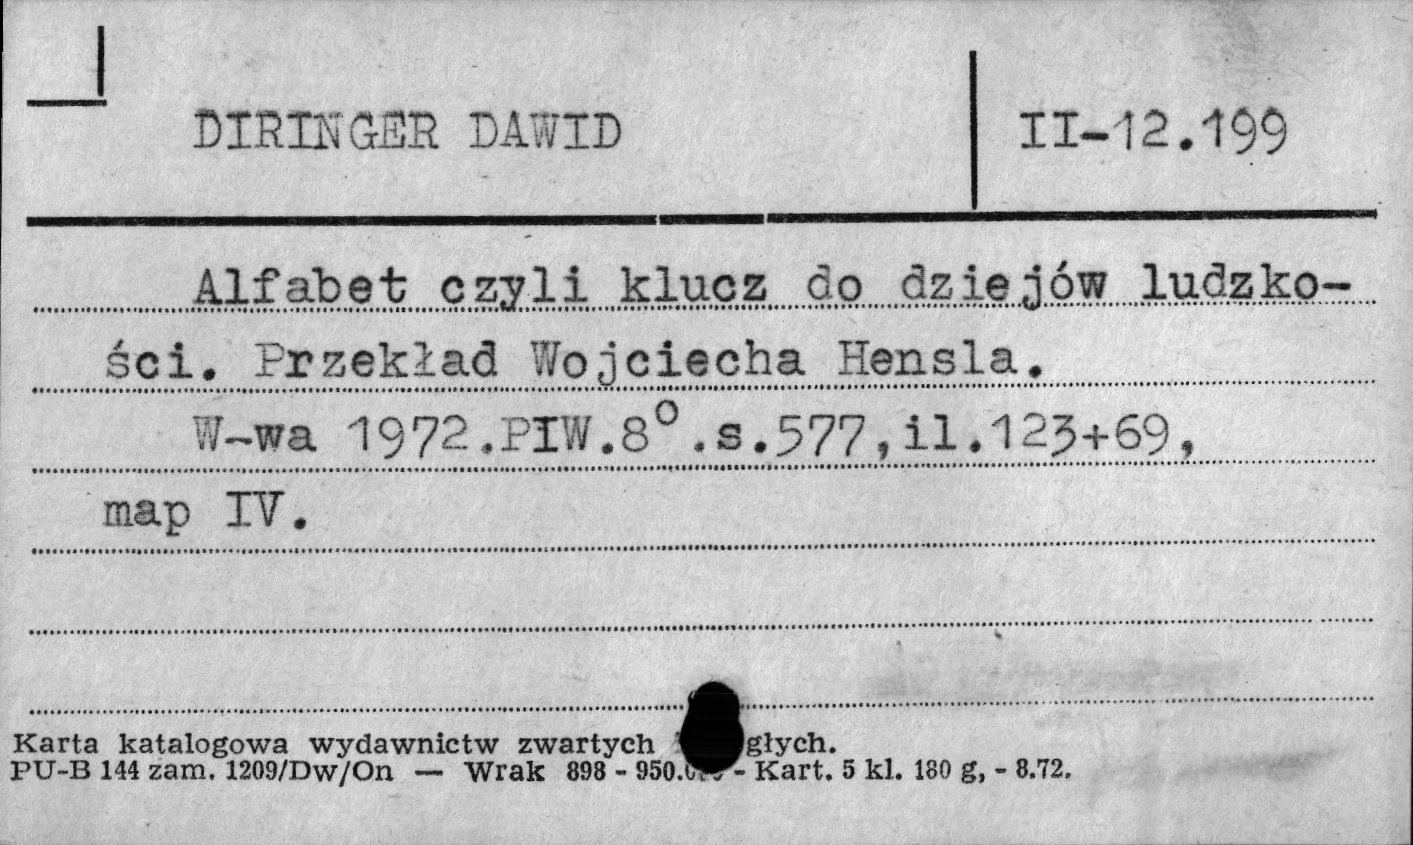 DIRINGER DAWID
II-12.199
Alfabet czyli klucz do dziejów ludzko-
ści. Przekład Wojciecha Hensla.
W-wa 1972.PIW.8°.s.577,il.123+69,
map IV.
Karta katalogowa wydawnictw zwartych głych.
PU-B 144 zam. 1209/Dw/On — Wrak 898 - 950. - Kart. 5 kl. 180 g, - 8.72.